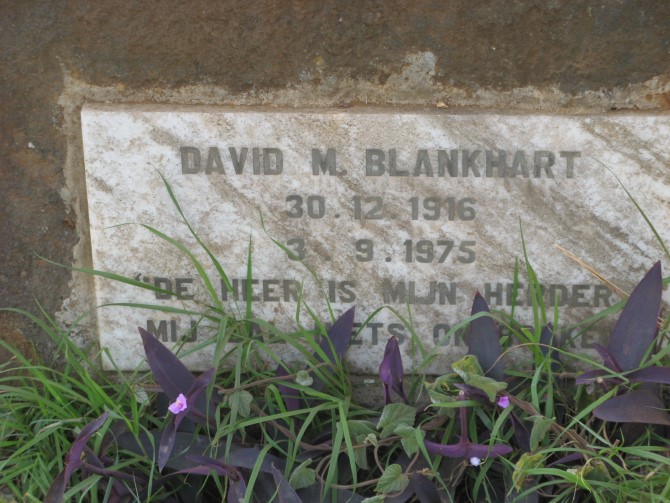 DAVID M. BLANKHART
30.12.1916
3.9.1975
"DE HEER IS MIJN HERDER
MIJ